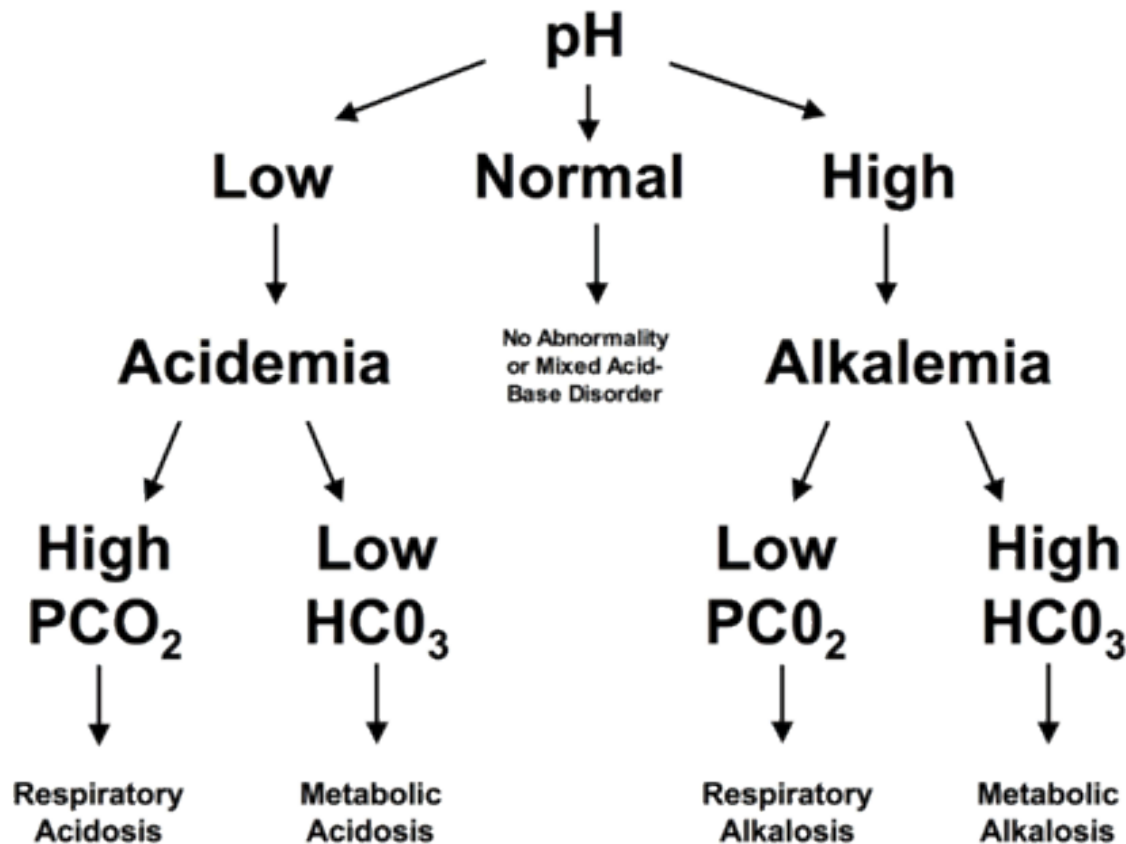 pH
Low Normal High
Acidemia
No Abnormality
or Mixed Acid-
Base Disorder
Alkalemia
High
PCO₂
Low
HC0₃
Low
PC0₂
High
HC0₃
Respiratory
Acidosis
Metabolic
Acidosis
Respiratory
Alkalosis
Metabolic
Alkalosis